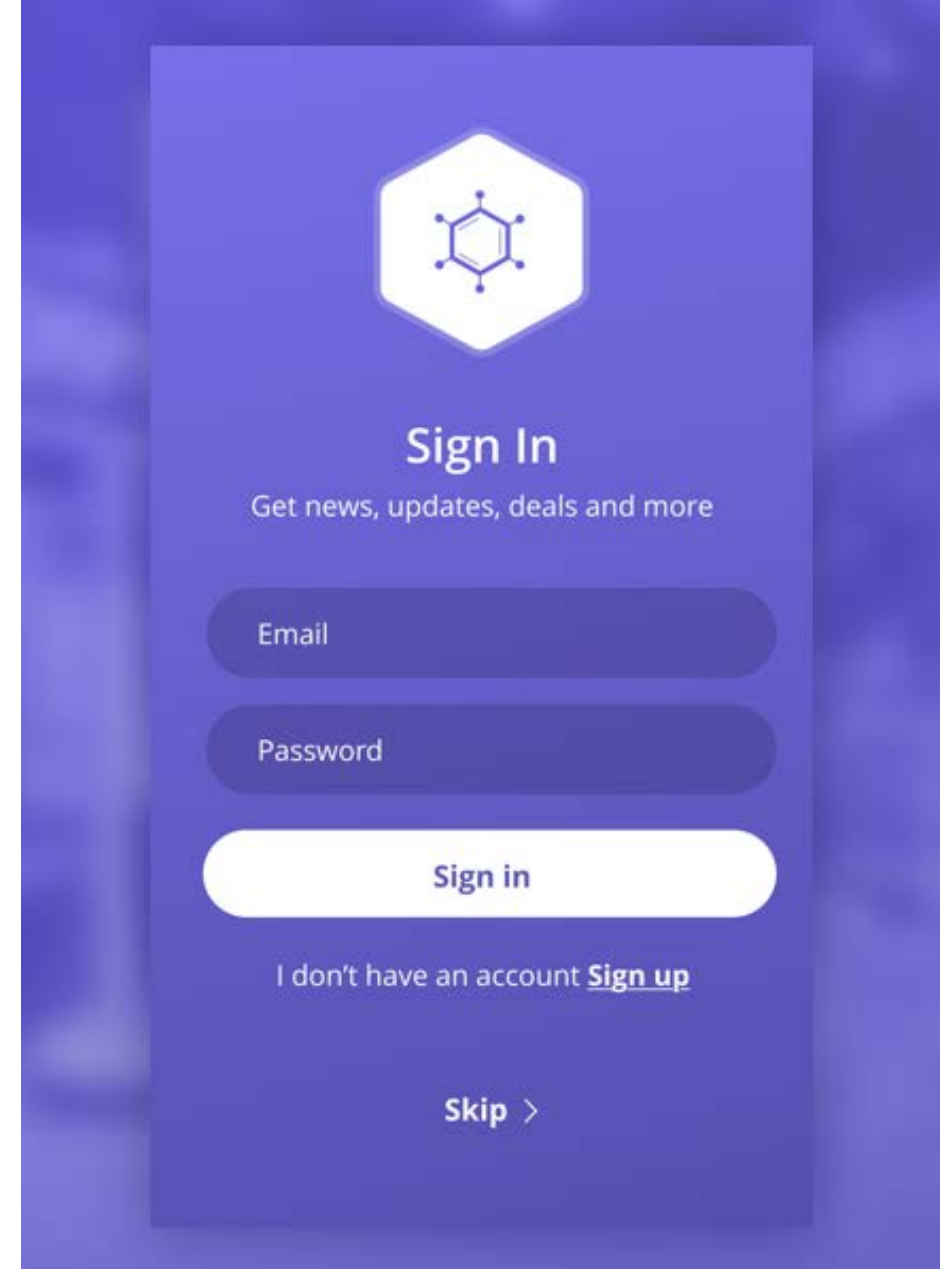 Sign In
Get news, updates, deals and more
Email
Password
Sign in
I don’t have an account Sign up
Skip